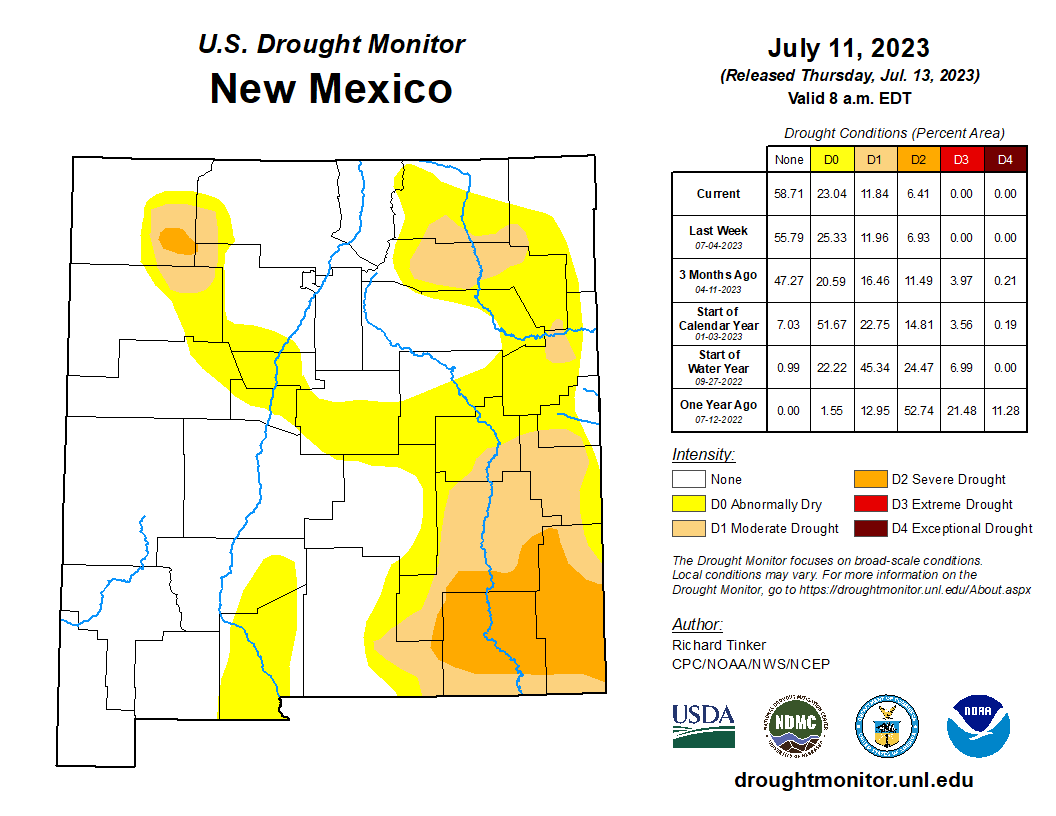 U.S. Drought Monitor
New Mexico
July 11, 2023
(Released Thursday, Jul. 13, 2023)
Valid 8 a.m. EDT
Drought Conditions (Percent Area)
None D0 D1 D2 D3 D4
Current 58.71 23.04 11.84 6.41 0.00 0.00
Last Week
07-04-2023
55.79 25.33 11.96 6.93 0.00 0.00
3 Months Ago
04-11-2023
47.27 20.59 16.46 11.49 3.97 0.21
Start of
Calendar Year
01-03-2023
7.03 51.67 22.75 14.81 3.56 0.19
Start of
Water Year
09-27-2022
0.99 22.22 45.34 24.47 6.99 0.00
One Year Ago
07-12-2022
0.00 1.55 12.95 52.74 21.48 11.28
Intensity:
None
D0 Abnormally Dry
D1 Moderate Drought
D2 Severe Drought
D3 Extreme Drought
D4 Exceptional Drought
The Drought Monitor focuses on broad-scale conditions.
Local conditions may vary. For more information on the
Drought Monitor, go to https://droughtmonitor.unl.edu/About.aspx
Author:
Richard Tinker
CPC/NOAA/NWS/NCEP
USDA
NDMC
NOAA
droughtmonitor.unl.edu